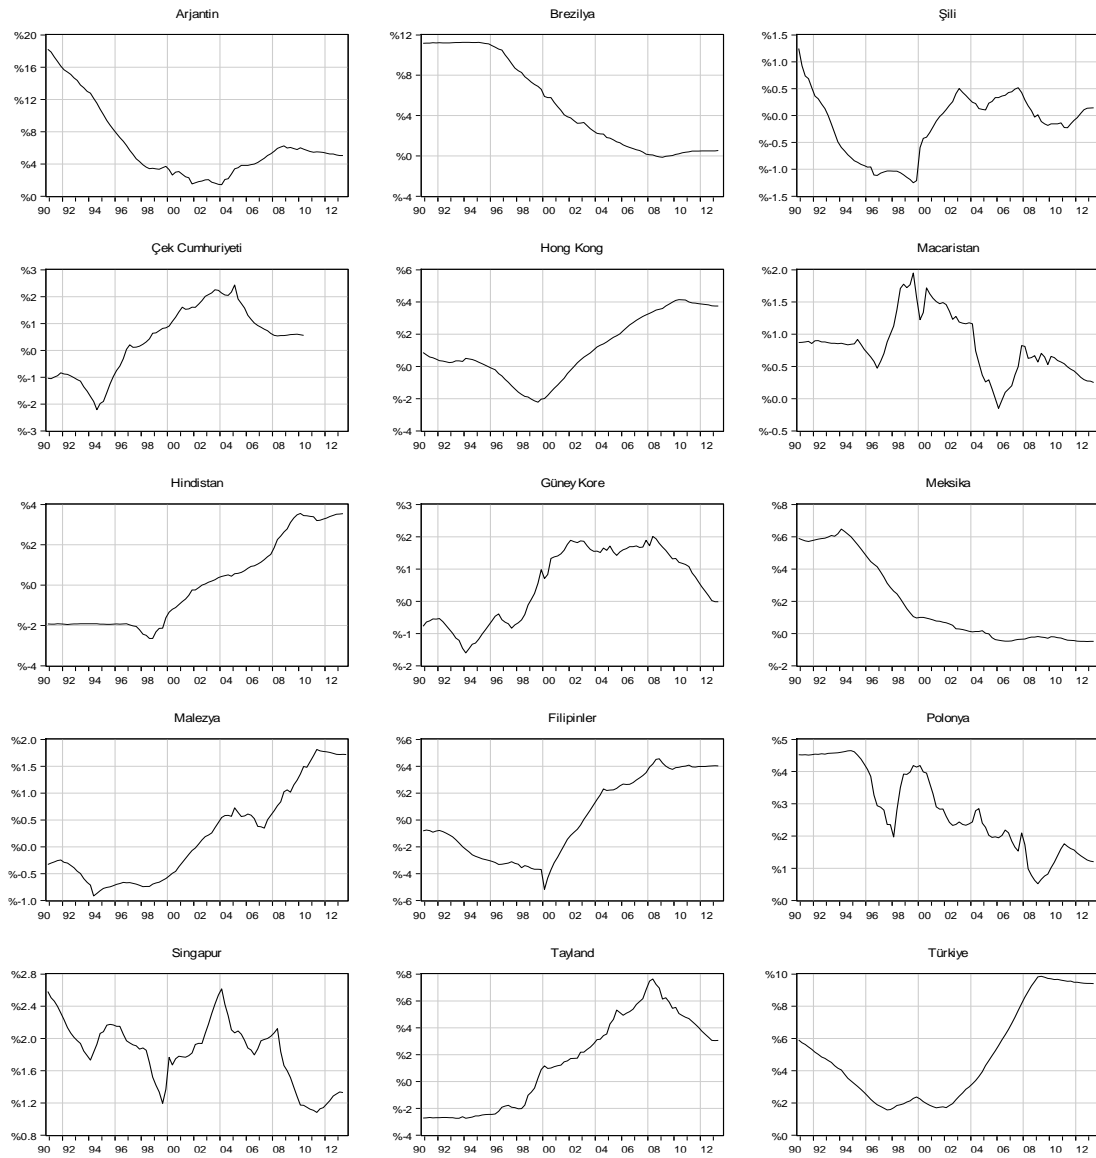 Arjantin Brezilya Şili
%20 %12 %1.5
%16 %8 %1.0
%12 %4 %0.5
%8 %0 %0.0
%4 %-4 %-0.5
%0 %-1.0
%-1.5
90 92 94 96 98 00 02 04 06 08 10 12 90 92 94 96 98 00 02 04 06 08 10 12 90 92 94 96 98 00 02 04 06 08 10 12
Çek Cumhuriyeti Hong Kong Macaristan
%3 %6 %2.0
%2 %4 %1.5
%1 %2 %1.0
%0 %0 %0.5
%-1 %-2 %0.0
%-2 %-4 %-0.5
%-3
90 92 94 96 98 00 02 04 06 08 10 12 90 92 94 96 98 00 02 04 06 08 10 12 90 92 94 96 98 00 02 04 06 08 10 12
Hindistan Güney Kore Meksika
%4 %3 %8
%2 %2 %6
%0 %1 %4
%-2 %0 %2
%-4 %-1 %0
%-2 %-2
90 92 94 96 98 00 02 04 06 08 10 12 90 92 94 96 98 00 02 04 06 08 10 12 90 92 94 96 98 00 02 04 06 08 10 12
Malezya Filipinler Polonya
%2.0 %6 %5
%1.5 %4 %4
%1.0 %2 %3
%0.5 %0 %2
%0.0 %-2 %1
%-0.5 %-4 %0
%-1.0 %-6
90 92 94 96 98 00 02 04 06 08 10 12 90 92 94 96 98 00 02 04 06 08 10 12 90 92 94 96 98 00 02 04 06 08 10 12
Singapur Tayland Türkiye
%2.8 %8 %10
%2.4 %6 %8
%2.0 %4 %6
%1.6 %2 %4
%1.2 %0 %2
%0.8 %-2 %0
%-4
90 92 94 96 98 00 02 04 06 08 10 12 90 92 94 96 98 00 02 04 06 08 10 12 90 92 94 96 98 00 02 04 06 08 10 12